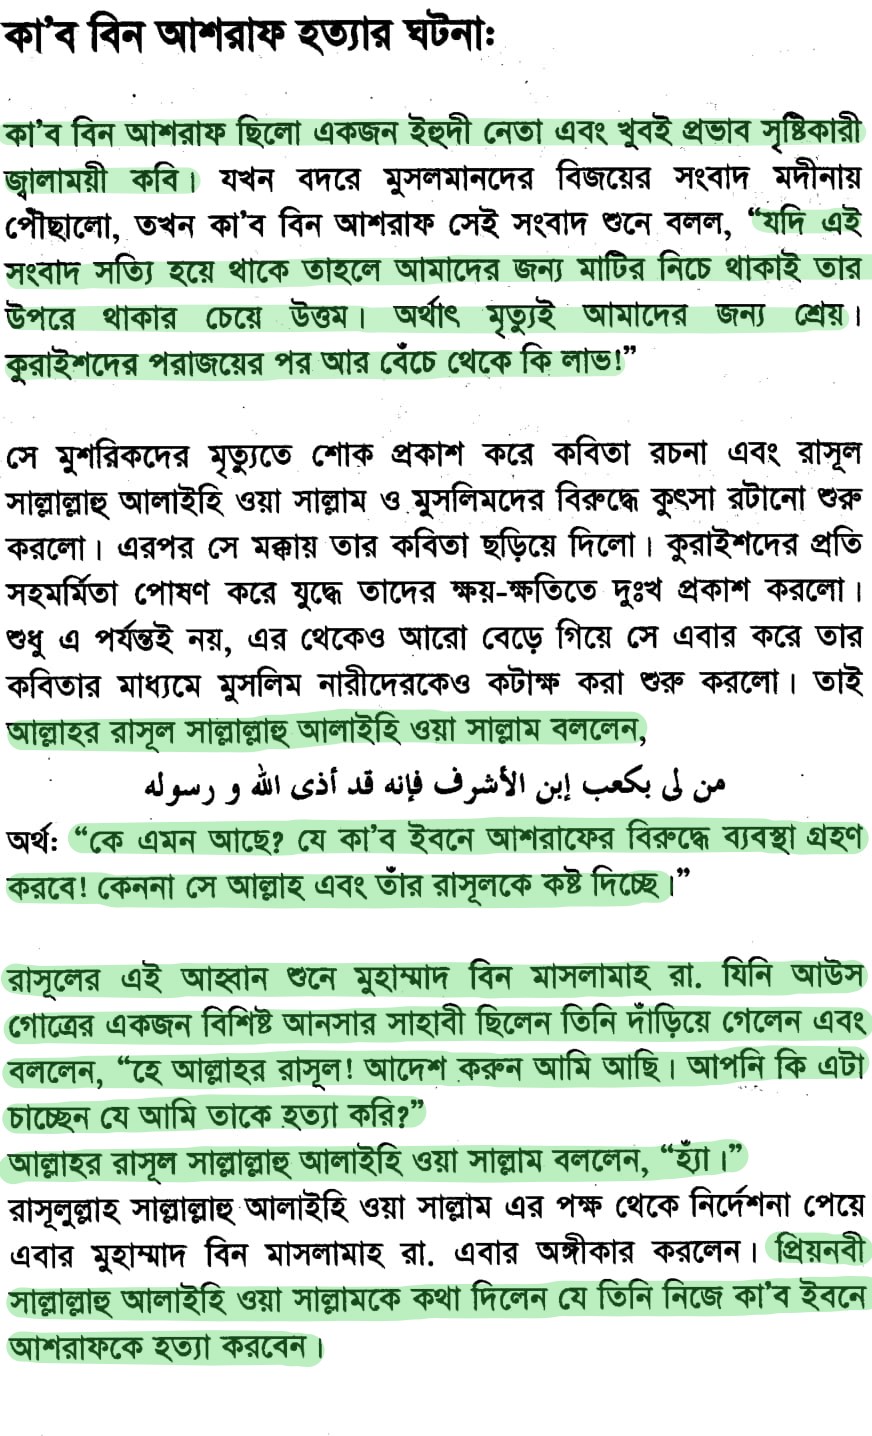 কা’ব বিন আশরাফ হত্যার ঘটনা:
কা’ব বিন আশরাফ ছিলো একজন ইহুদী নেতা এবং খুবই প্রভাব সৃষ্টিকারী
জ্বালাময়ী কবি। যখন বদরে মুসলমানদের বিজয়ের সংবাদ মদীনায়
পৌঁছালো, তখন কা’ব বিন আশরাফ সেই সংবাদ শুনে বলল, “যদি এই
সংবাদ সত্যি হয়ে থাকে তাহলে আমাদের জন্য মাটির নিচে থাকাই তার
উপরে থাকার চেয়ে উত্তম। অর্থাৎ মৃত্যুই আমাদের জন্য শ্রেয়।
কুরাইশদের পরাজয়ের পর আর বেঁচে থেকে কি লাভ!”
সে মুশরিকদের মৃত্যুতে শোক প্রকাশ করে কবিতা রচনা এবং রাসূল
সাল্লাল্লাহু আলাইহি ওয়া সাল্লাম ও মুসলিমদের বিরুদ্ধে কুৎসা রটানো শুরু
করলো। এরপর সে মক্কায় তার কবিতা ছড়িয়ে দিলো। কুরাইশদের প্রতি
সহমর্মিতা পোষণ করে যুদ্ধে তাদের ক্ষয়-ক্ষতিতে দুঃখ প্রকাশ করলো।
শুধু এ পর্যন্তই নয়, এর থেকেও আরো বেড়ে গিয়ে সে এবার করে তার
কবিতার মাধ্যমে মুসলিম নারীদেরকেও কটাক্ষ করা শুরু করলো। তাই
আল্লাহর রাসূল সাল্লাল্লাহু আলাইহি ওয়া সাল্লাম বললেন,
من لى بكعب إبن الأشرف فإنه قد أذى الله و رسوله
অর্থ: “কে এমন আছে? যে কা’ব ইবনে আশরাফের বিরুদ্ধে ব্যবস্থা গ্রহণ
করবে! কেননা সে আল্লাহ এবং তাঁর রাসূলকে কষ্ট দিচ্ছে।”
রাসূলের এই আহ্বান শুনে মুহাম্মাদ বিন মাসলামাহ রা. যিনি আউস
গোত্রের একজন বিশিষ্ট আনসার সাহাবী ছিলেন তিনি দাঁড়িয়ে গেলেন এবং
বললেন, “হে আল্লাহর রাসূল! আদেশ করুন আমি আছি। আপনি কি এটা
চাচ্ছেন যে আমি তাকে হত্যা করি?”
আল্লাহর রাসূল সাল্লাল্লাহু আলাইহি ওয়া সাল্লাম বললেন, “হ্যাঁ।”
রাসূলুল্লাহ সাল্লাল্লাহু আলাইহি ওয়া সাল্লাম এর পক্ষ থেকে নির্দেশনা পেয়ে
এবার মুহাম্মাদ বিন মাসলামাহ রা. এবার অঙ্গীকার করলেন। প্রিয়নবী
সাল্লাল্লাহু আলাইহি ওয়া সাল্লামকে কথা দিলেন যে তিনি নিজে কা’ব ইবনে
আশরাফকে হত্যা করবেন।